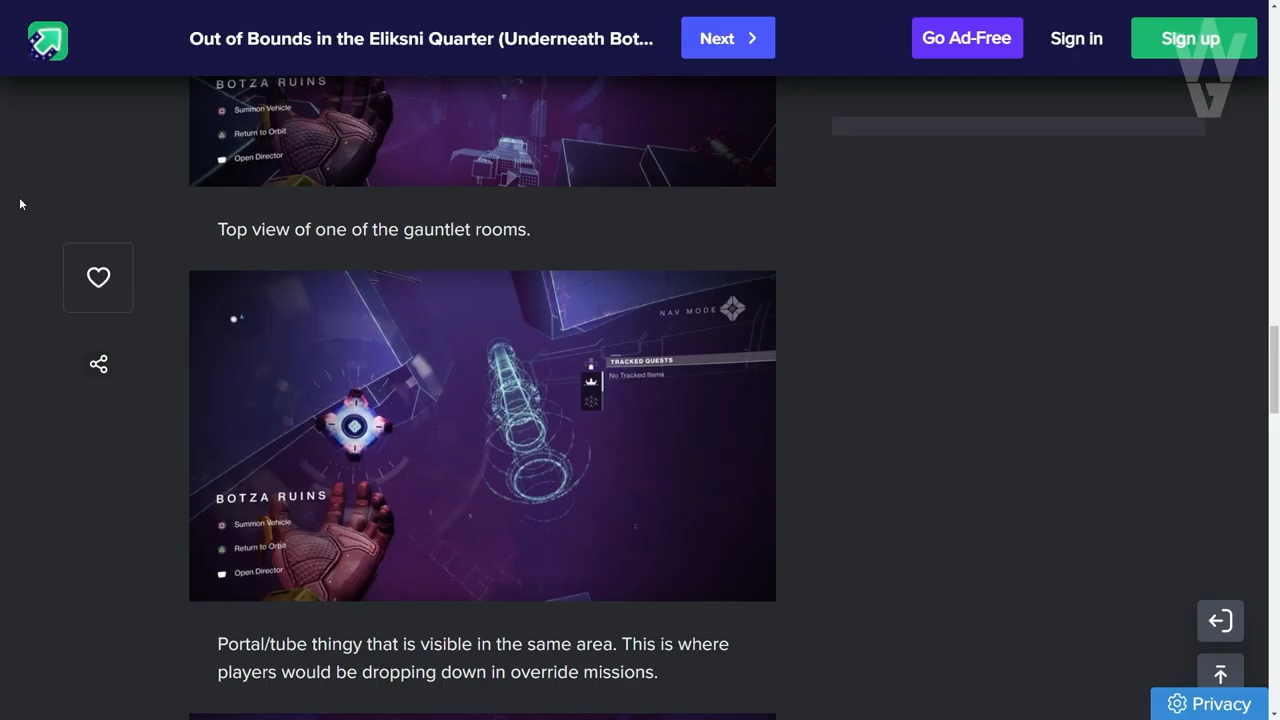 Out of Bounds in the Eliksni Quarter (Underneath Bot...
Next
Go Ad-Free
Sign in
Sign up
WG
BOTZA RUINS
Summon Vehicle
Return to Orbit
Open Director
Top view of one of the gauntlet rooms.
NAV MODE
TRACKED QUESTS
No Tracked Items
BOTZA RUINS
Summon Vehicle
Return to Orbit
Open Director
Portal/tube thingy that is visible in the same area. This is where
players would be dropping down in override missions.
Privacy